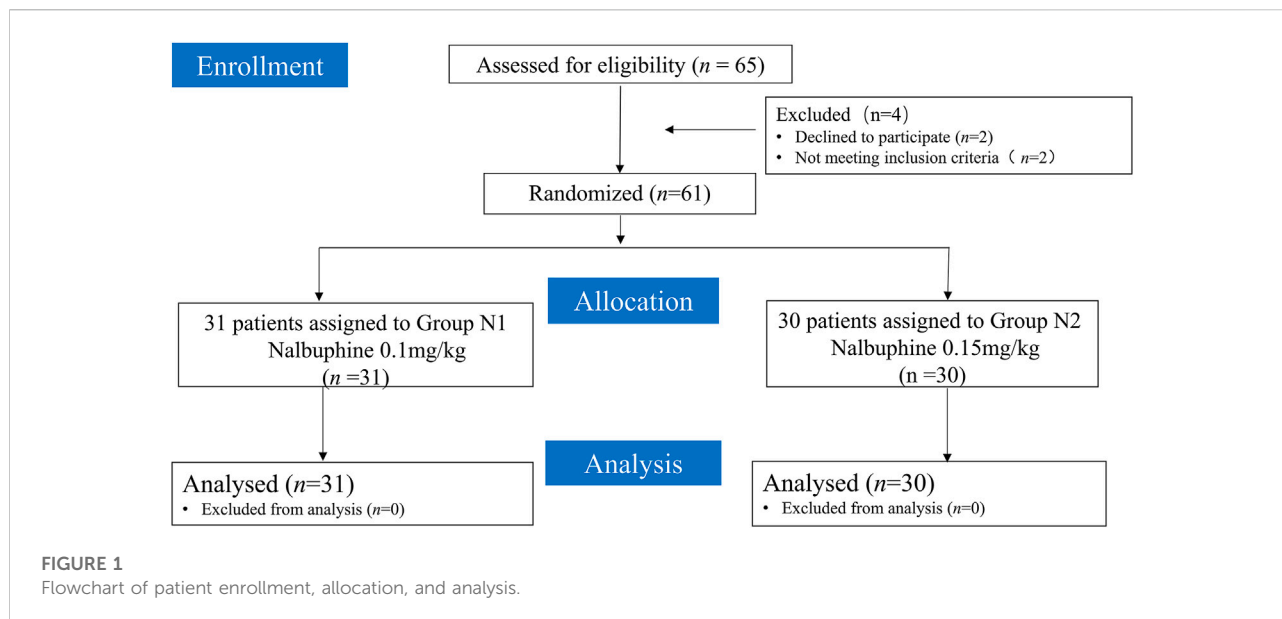 Enrollment
Assessed for eligibility (n = 65)
Excluded（n=4）
• Declined to participate (n=2)
• Not meeting inclusion criteria（ n=2）
Randomized (n=61)
Allocation
31 patients assigned to Group N1
Nalbuphine 0.1mg/kg
(n =31)
30 patients assigned to Group N2
Nalbuphine 0.15mg/kg
(n =30)
Analysis
Analysed (n=31)
• Excluded from analysis (n=0)
Analysed (n=30)
• Excluded from analysis (n=0)
FIGURE 1
Flowchart of patient enrollment, allocation, and analysis.